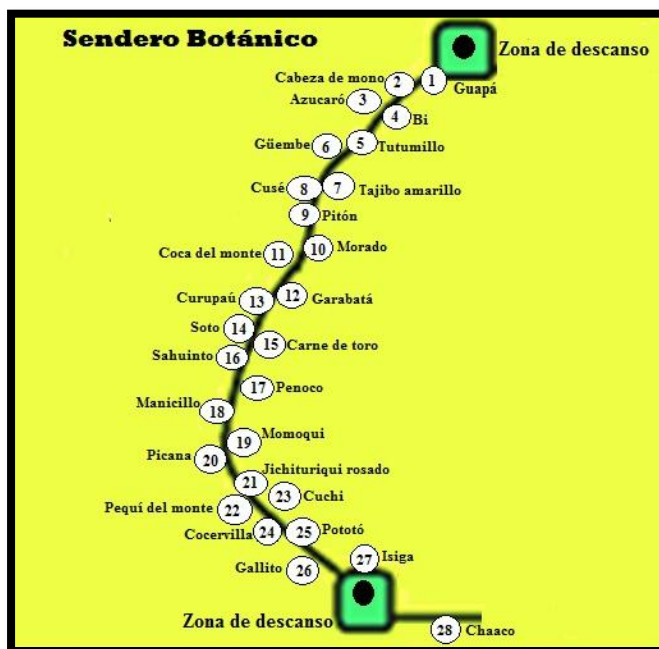 Sendero Botánico
Zona de descanso
Cabeza de mono 2
1 Guapá
Azucaró 3
4 Bi
5 Tutumillo
Güembe 6
7 Tajibo amarillo
Cusé 8
9 Pitón
10 Morado
Coca del monte 11
12 Garabatá
Curupaú 13
Soto 14
15 Carne de toro
Sahuinto 16
17 Penoco
Manicillo 18
19 Momoqui
Picana 20
21 Jichituriqui rosado
Pequí del monte 22
23 Cuchi
Cocervilla 24
25 Pototó
Gallito 26
27 Isiga
Zona de descanso
28 Chaaco